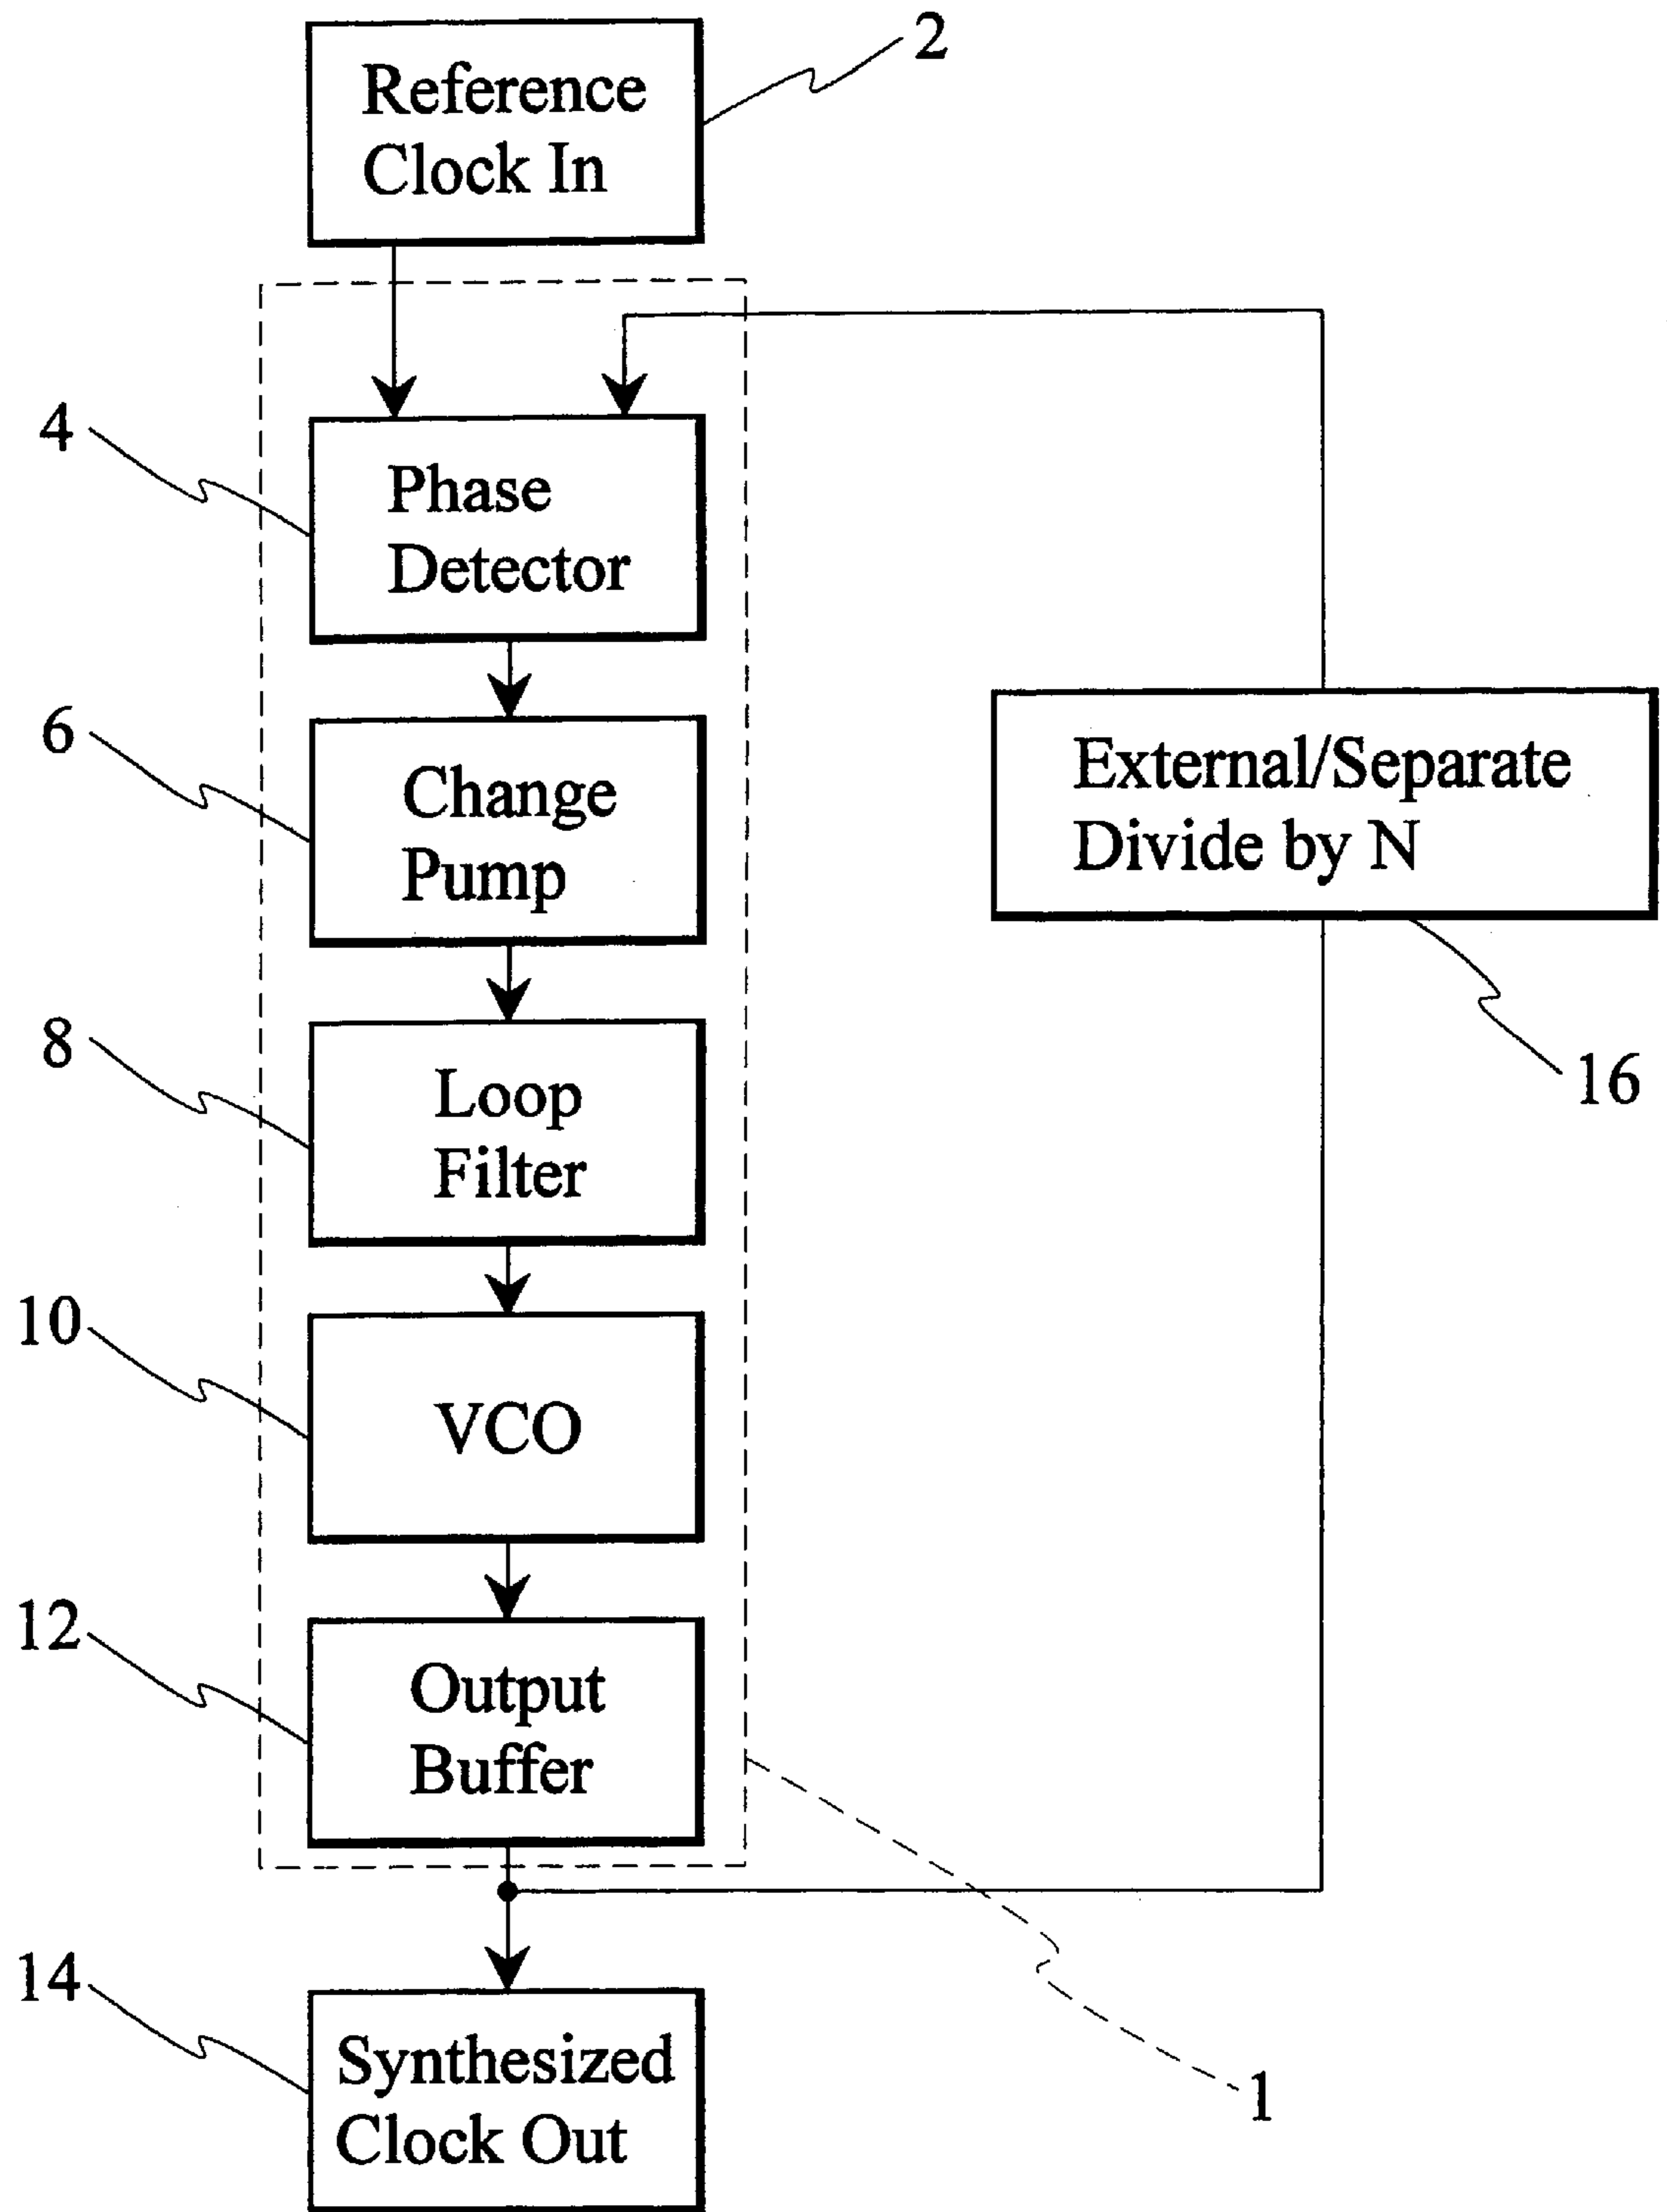 Reference
Clock In
2
4
Phase
Detector
6
Change
Pump
External/Separate
Divide by N
16
8
Loop
Filter
10
VCO
12
Output
Buffer
14
Synthesized
Clock Out
1